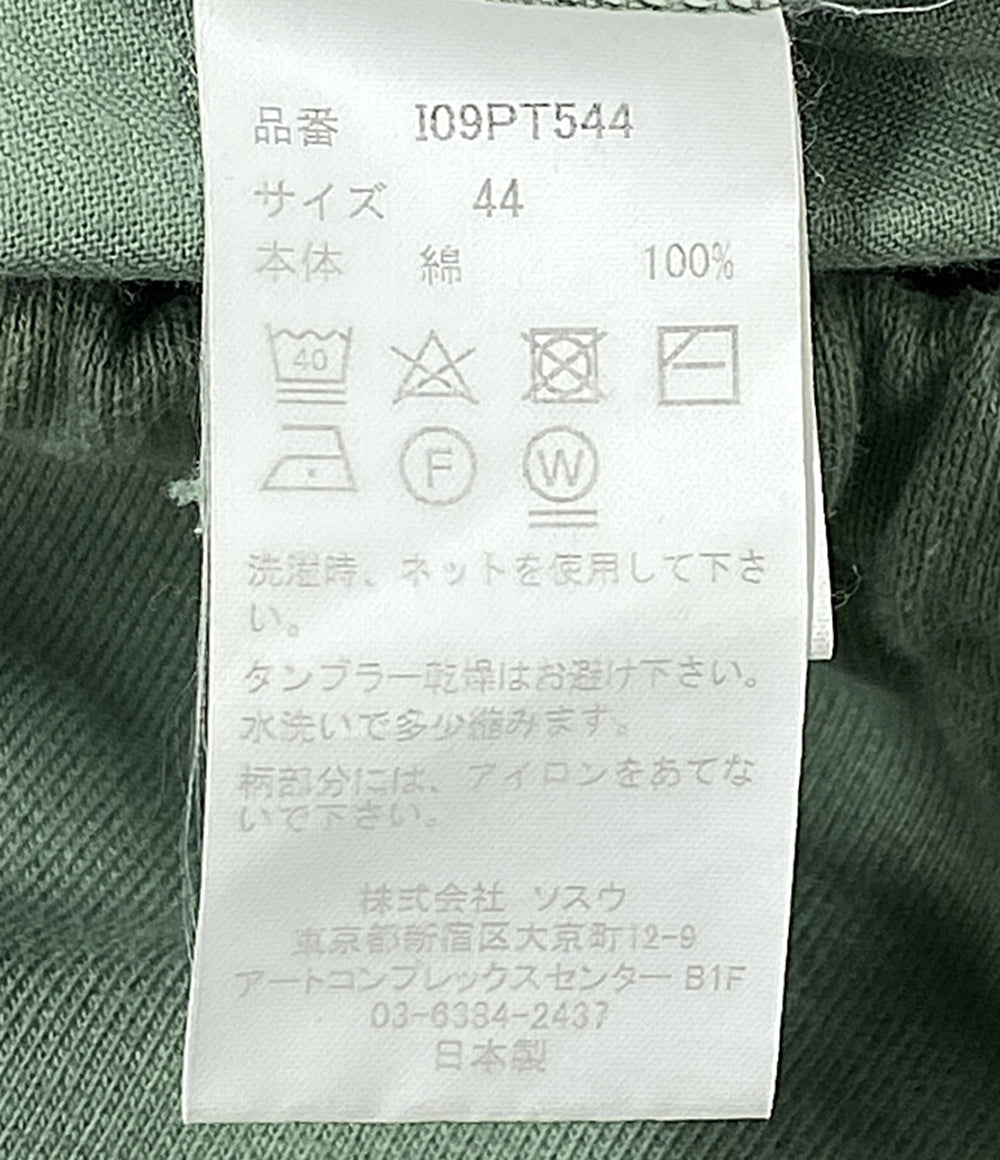 品番 I09PT544
サイズ 44
本体 綿 100%
40
F W
洗濯時、ネットを使用して下さ
い。
タンブラー乾燥はお避け下さい。
水洗いで多少縮みます。
柄部分には、アイロンをあてな
いで下さい。
株式会社 ソスウ
東京都新宿区大京町12-9
アートコンプレックスセンター B1F
03-6384-2437
日本製